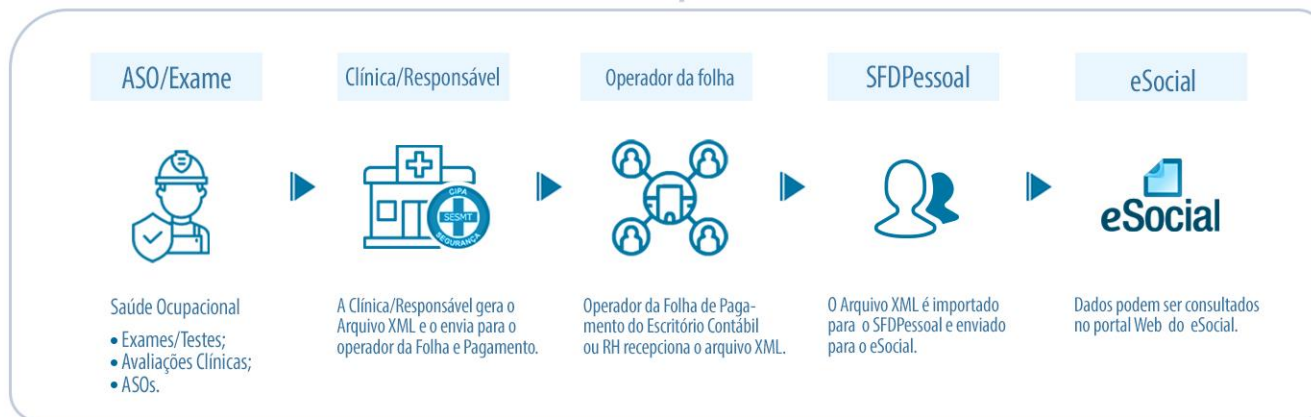 ASO/Exame
Clínica/Responsável
Operador da folha
SFDPessoal
eSocial
CIPA
SESMT
SEGURANÇA
eSocial
Saúde Ocupacional
• Exames/Testes;
• Avaliações Clínicas;
• ASOs.
A Clínica/Responsável gera o
Arquivo XML e o envia para o
operador da Folha e Pagamento.
Operador da Folha de Paga-
mento do Escritório Contábil
ou RH recepciona o arquivo XML.
O Arquivo XML é importado
para o SFDPessoal e enviado
para o eSocial.
Dados podem ser consultados
no portal Web do eSocial.